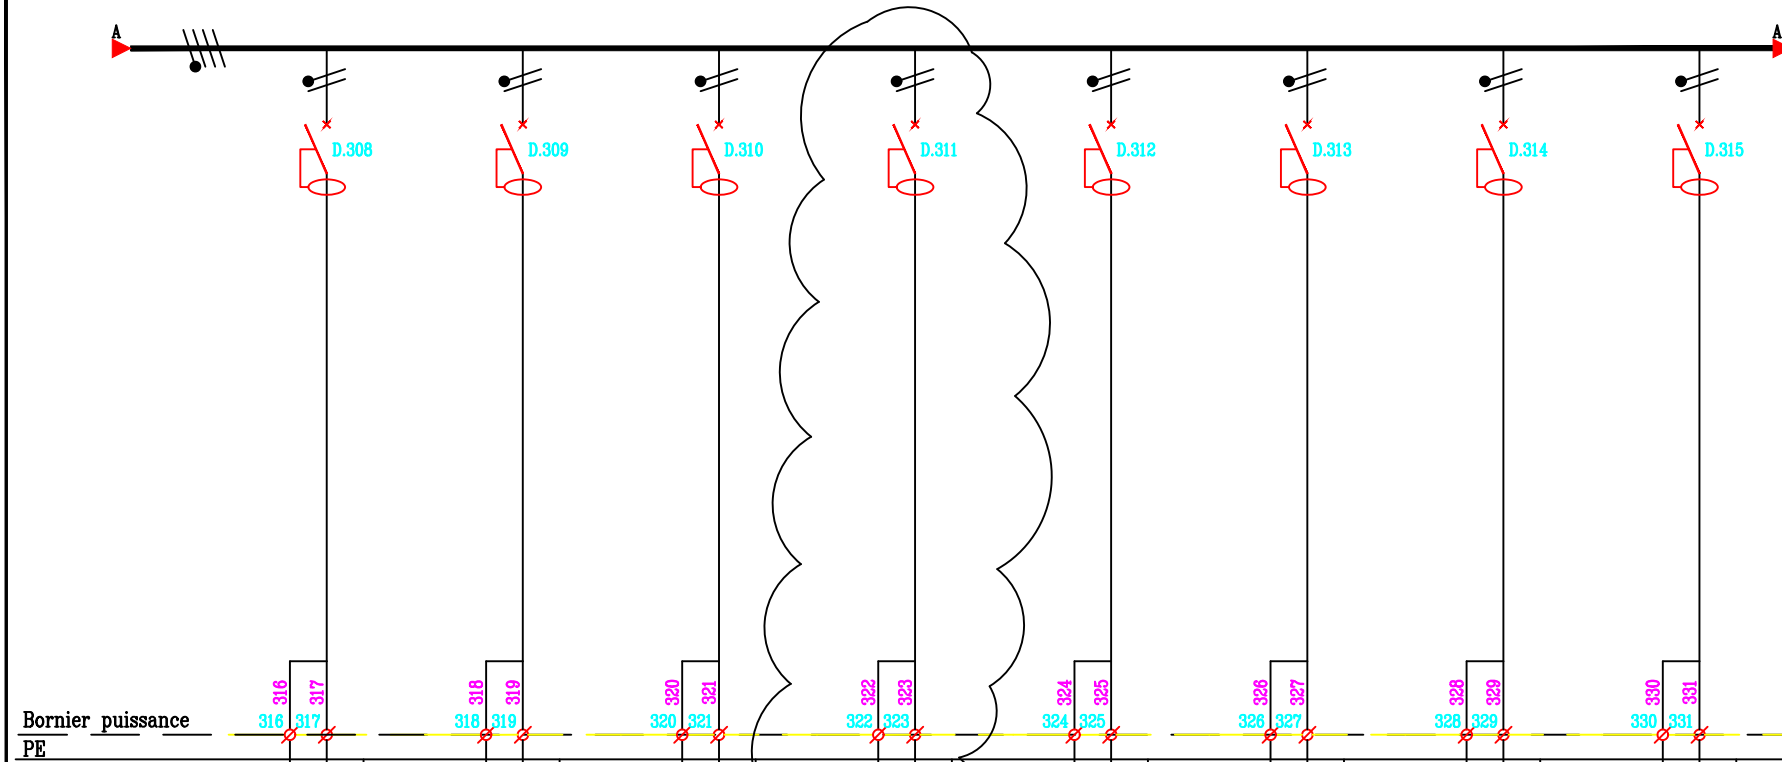 A A
D.308 D.309 D.310 D.311 D.312 D.313 D.314 D.315
316 317 318 319 320 321 322 323 324 325 326 327 328 329 330 331
Bornier puissance 316 317 318 319 320 321 322 323 324 325 326 327 328 329 330 331
PE